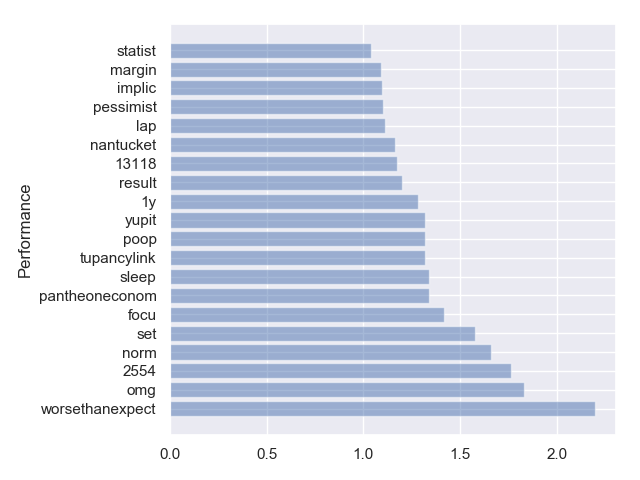 statist
margin
implic
pessimist
lap
nantucket
13118
result
1y
yupit
poop
tupancylink
sleep
pantheoneconom
focu
set
norm
2554
omg
worsethanexpect
Performance
0.0 0.5 1.0 1.5 2.0